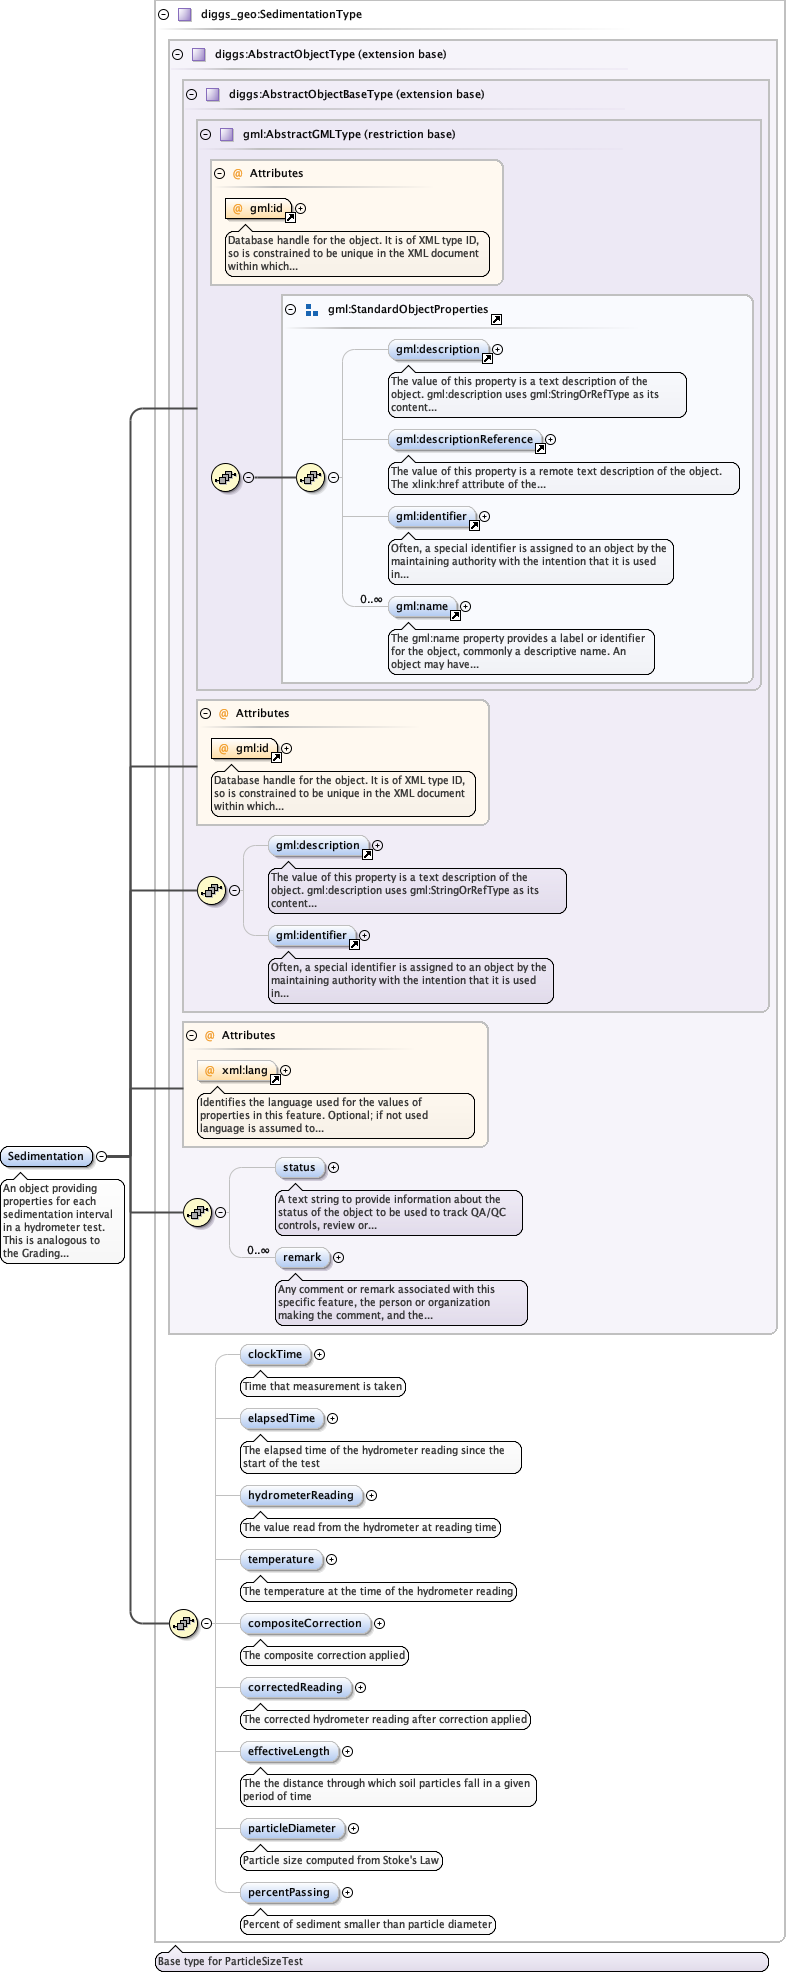 diggs_geo:SedimentationType
diggs:AbstractObjectType (extension base)
diggs:AbstractObjectBaseType (extension base)
gml:AbstractGMLType (restriction base)
@ Attributes
@ gml:id
Database handle for the object. It is of XML type ID,
so is constrained to be unique in the XML document
within which...
gml:StandardObjectProperties
gml:description
The value of this property is a text description of the
object. gml:description uses gml:StringOrRefType as its
content...
gml:descriptionReference
The value of this property is a remote text description of the object.
The xlink:href attribute of the...
gml:identifier
Often, a special identifier is assigned to an object by the
maintaining authority with the intention that it is used
in...
0..∞
gml:name
The gml:name property provides a label or identifier
for the object, commonly a descriptive name. An
object may have...
@ Attributes
@ gml:id
Database handle for the object. It is of XML type ID,
so is constrained to be unique in the XML document
within which...
gml:description
The value of this property is a text description of the
object. gml:description uses gml:StringOrRefType as its
content...
gml:identifier
Often, a special identifier is assigned to an object by the
maintaining authority with the intention that it is used
in...
@ Attributes
@ xml:lang
Identifies the language used for the values of
properties in this feature. Optional; if not used
language is assumed to...
Sedimentation
An object providing
properties for each
sedimentation interval
in a hydrometer test.
This is analogous to
the Grading...
status
A text string to provide information about the
status of the object to be used to track QA/QC
controls, review or...
0..∞
remark
Any comment or remark associated with this
specific feature, the person or organization
making the comment, and the...
clockTime
Time that measurement is taken
elapsedTime
The elapsed time of the hydrometer reading since the
start of the test
hydrometerReading
The value read from the hydrometer at reading time
temperature
The temperature at the time of the hydrometer reading
compositeCorrection
The composite correction applied
correctedReading
The corrected hydrometer reading after correction applied
effectiveLength
The the distance through which soil particles fall in a given
period of time
particleDiameter
Particle size computed from Stoke's Law
percentPassing
Percent of sediment smaller than particle diameter
Base type for ParticleSizeTest